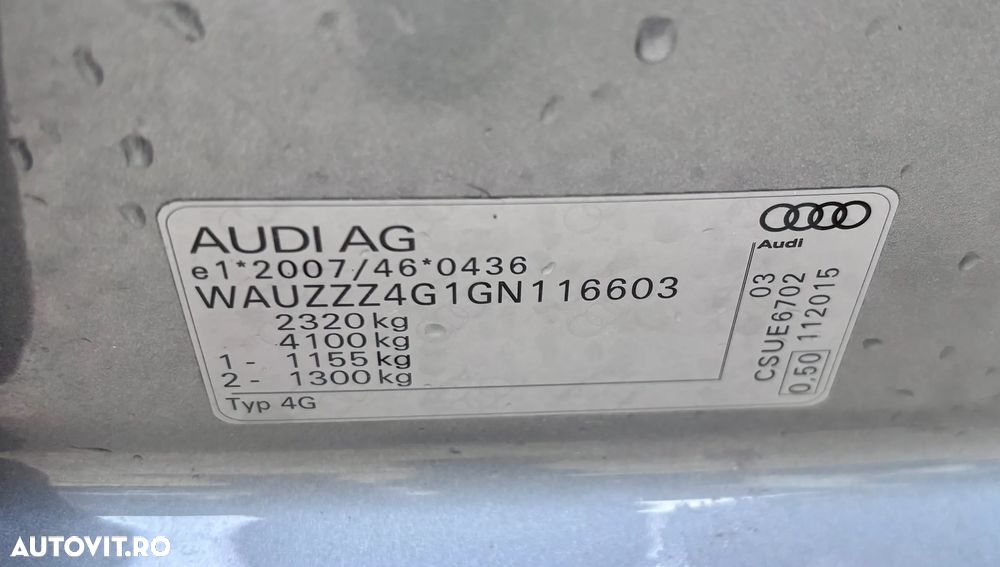 AUDI AG
e1*2007/46*0436
WAUZZZ4G1GN116603
2320 kg
4100 kg
1 - 1155 kg
2 - 1300 kg
Typ 4G
Audi
03
CSUE6702
0,50 112015
AUTOVIT.RO